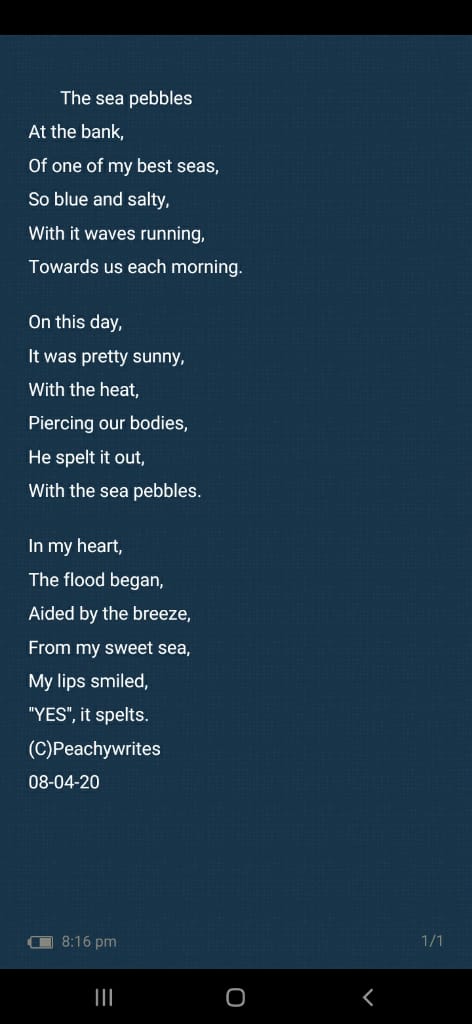 The sea pebbles
At the bank,
Of one of my best seas,
So blue and salty,
With it waves running,
Towards us each morning.
On this day,
It was pretty sunny,
With the heat,
Piercing our bodies,
He spelt it out,
With the sea pebbles.
In my heart,
The flood began,
Aided by the breeze,
From my sweet sea,
My lips smiled,
"YES", it spelts.
(C)Peachywrites
08-04-20
8:16 pm 1/1